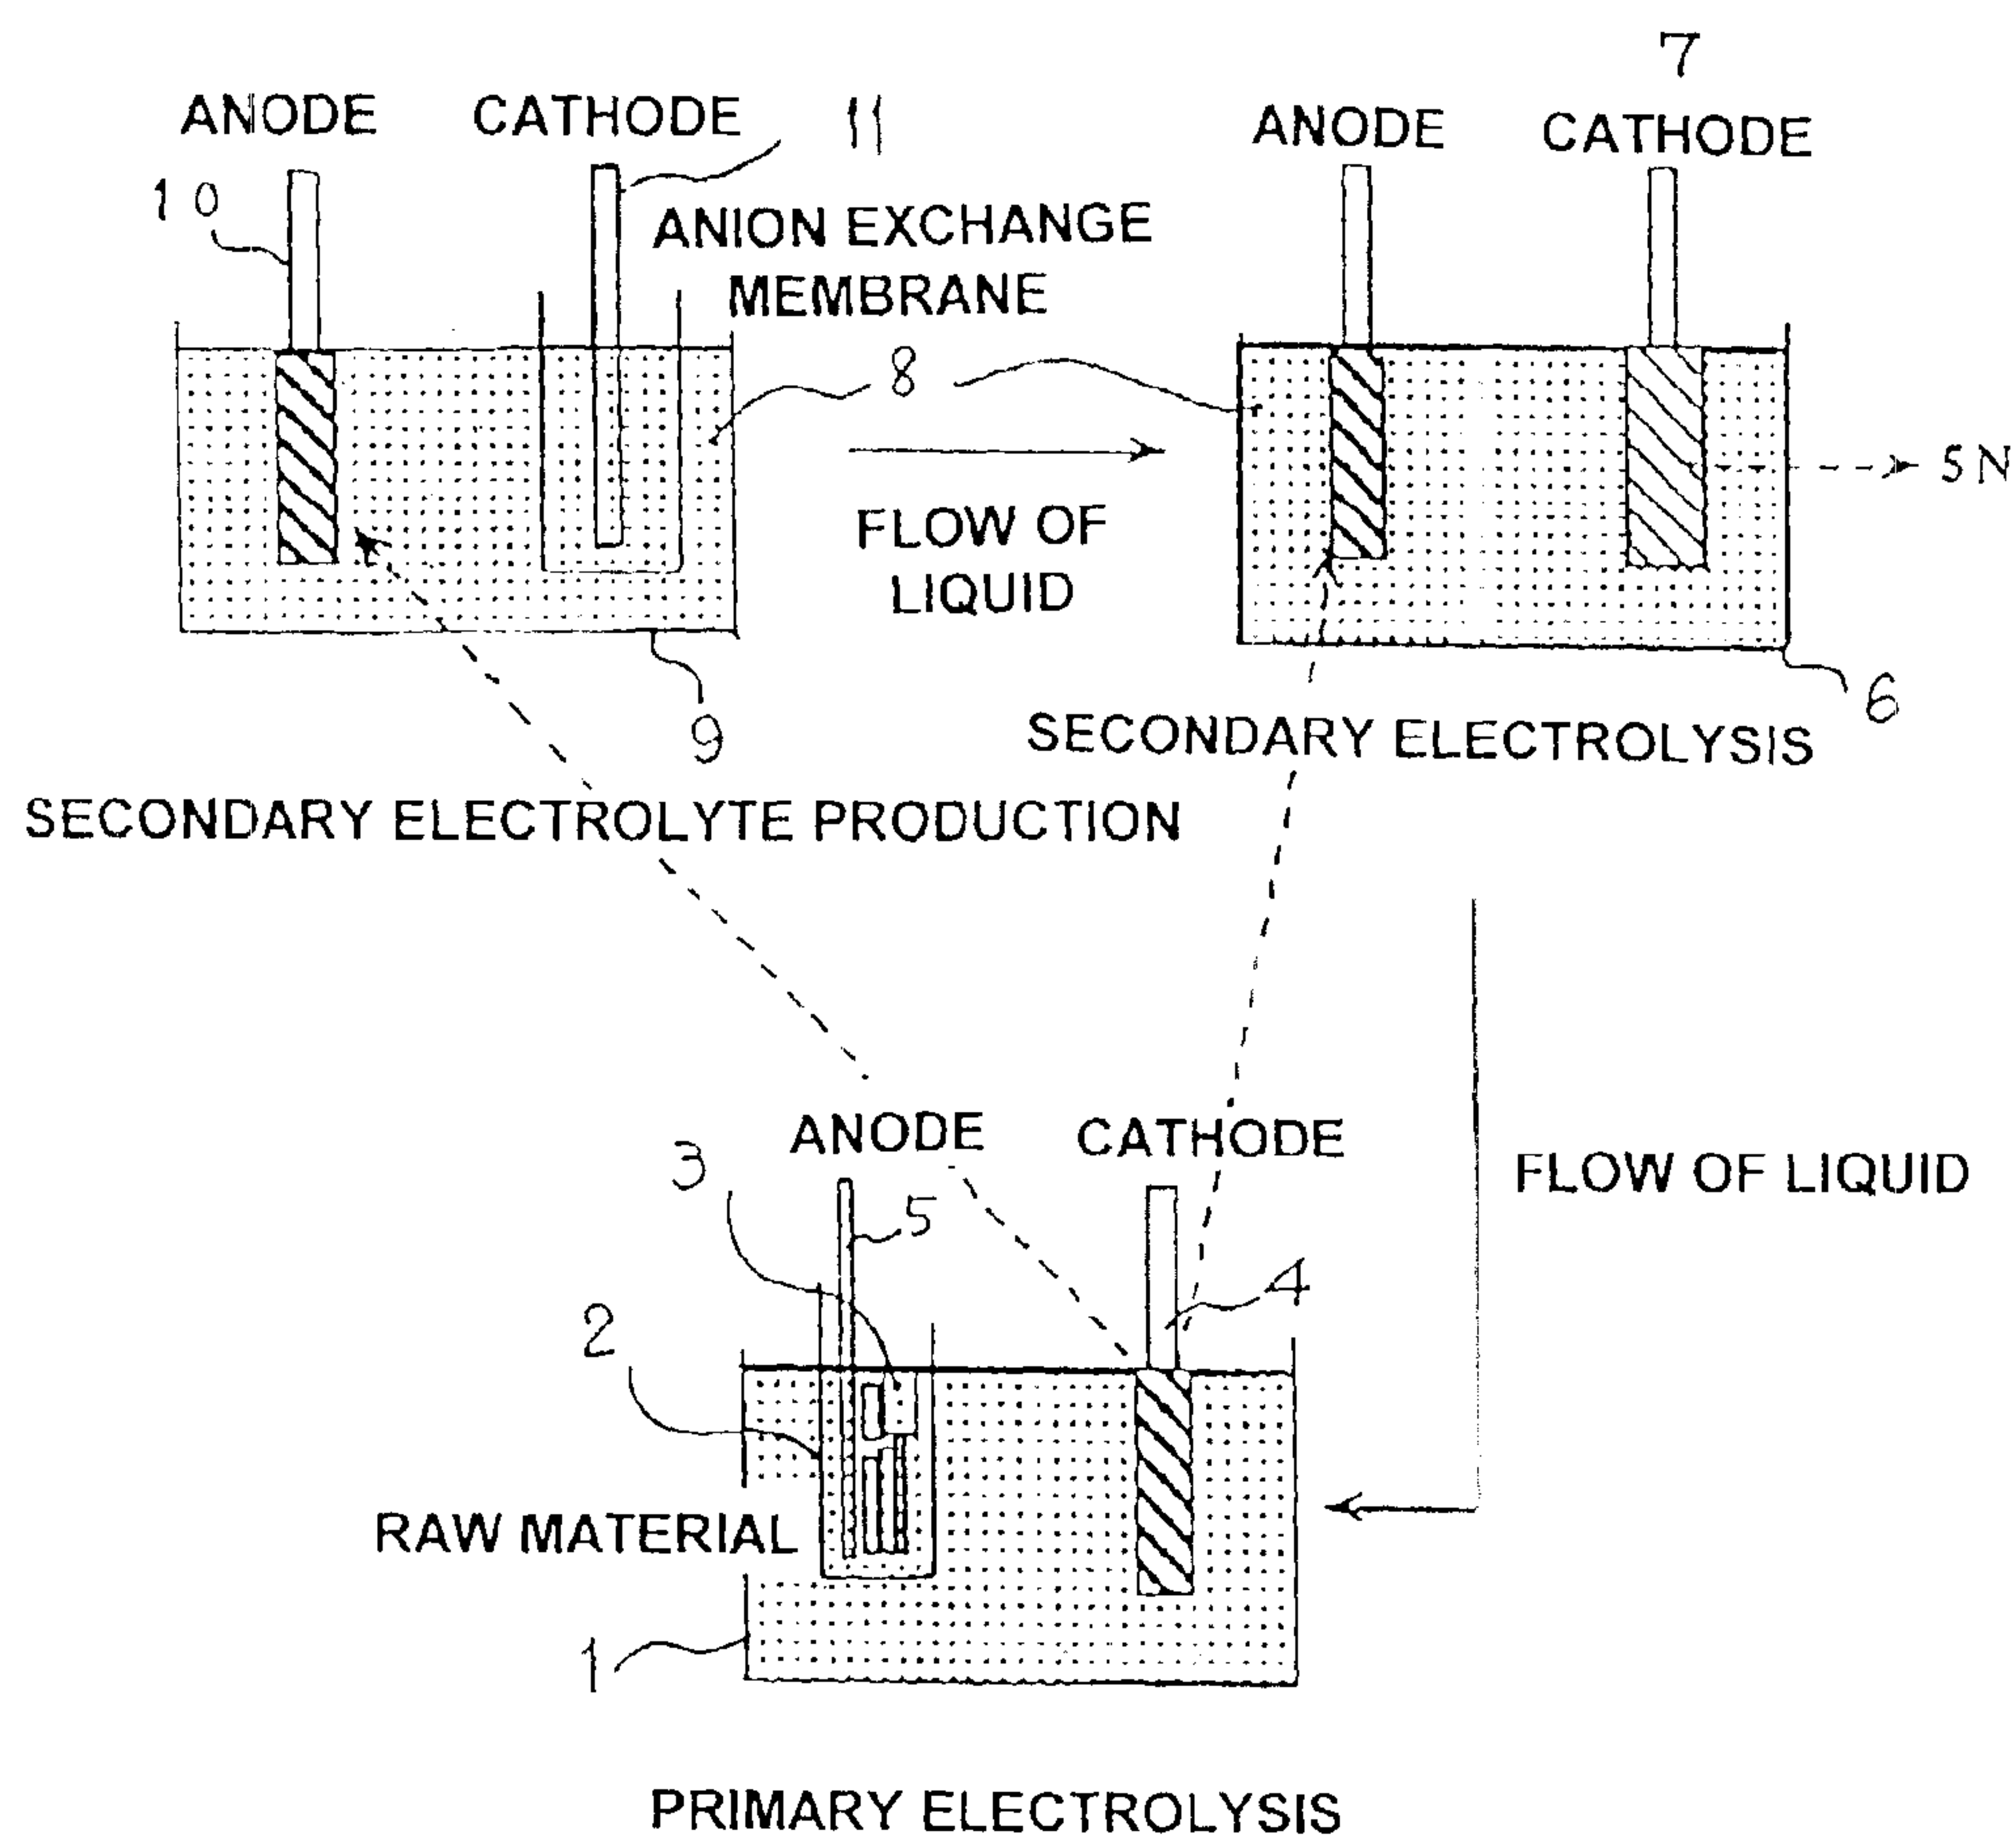 7
ANODE CATHODE 11
ANODE CATHODE
10
ANION EXCHANGE
MEMBRANE
8
5N
FLOW OF
LIQUID
9
6
SECONDARY ELECTROLYSIS
SECONDARY ELECTROLYTE PRODUCTION
ANODE CATHODE
3
FLOW OF LIQUID
5
4
2
RAW MATERIAL
1
PRIMARY ELECTROLYSIS